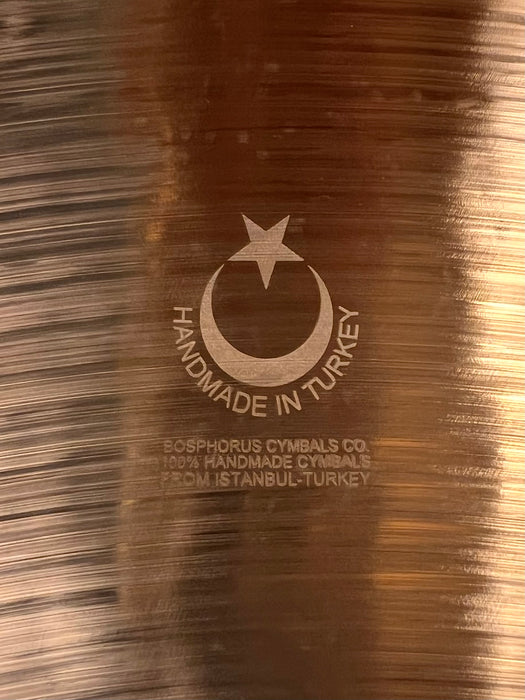 HANDMADE IN TURKEY
BOSPHORUS CYMBALS CO.
100% HANDMADE CYMBALS
FROM ISTANBUL-TURKEY